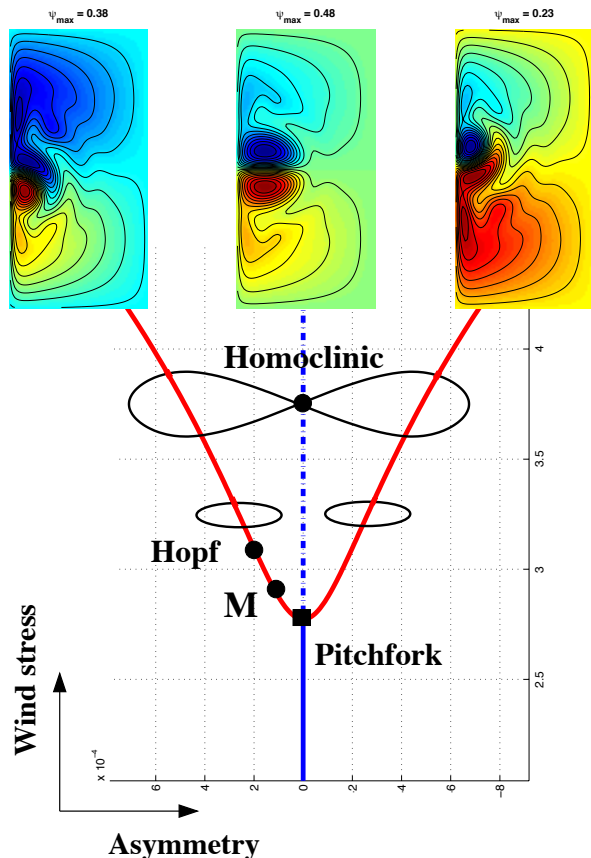 ψmax = 0.38
ψmax = 0.48
ψmax = 0.23
Homoclinic
4
3.5
Hopf
3
M
Pitchfork
2.5
Wind stress
x 10⁻⁴
6
4
2
0
-2
-4
-6
-8
Asymmetry